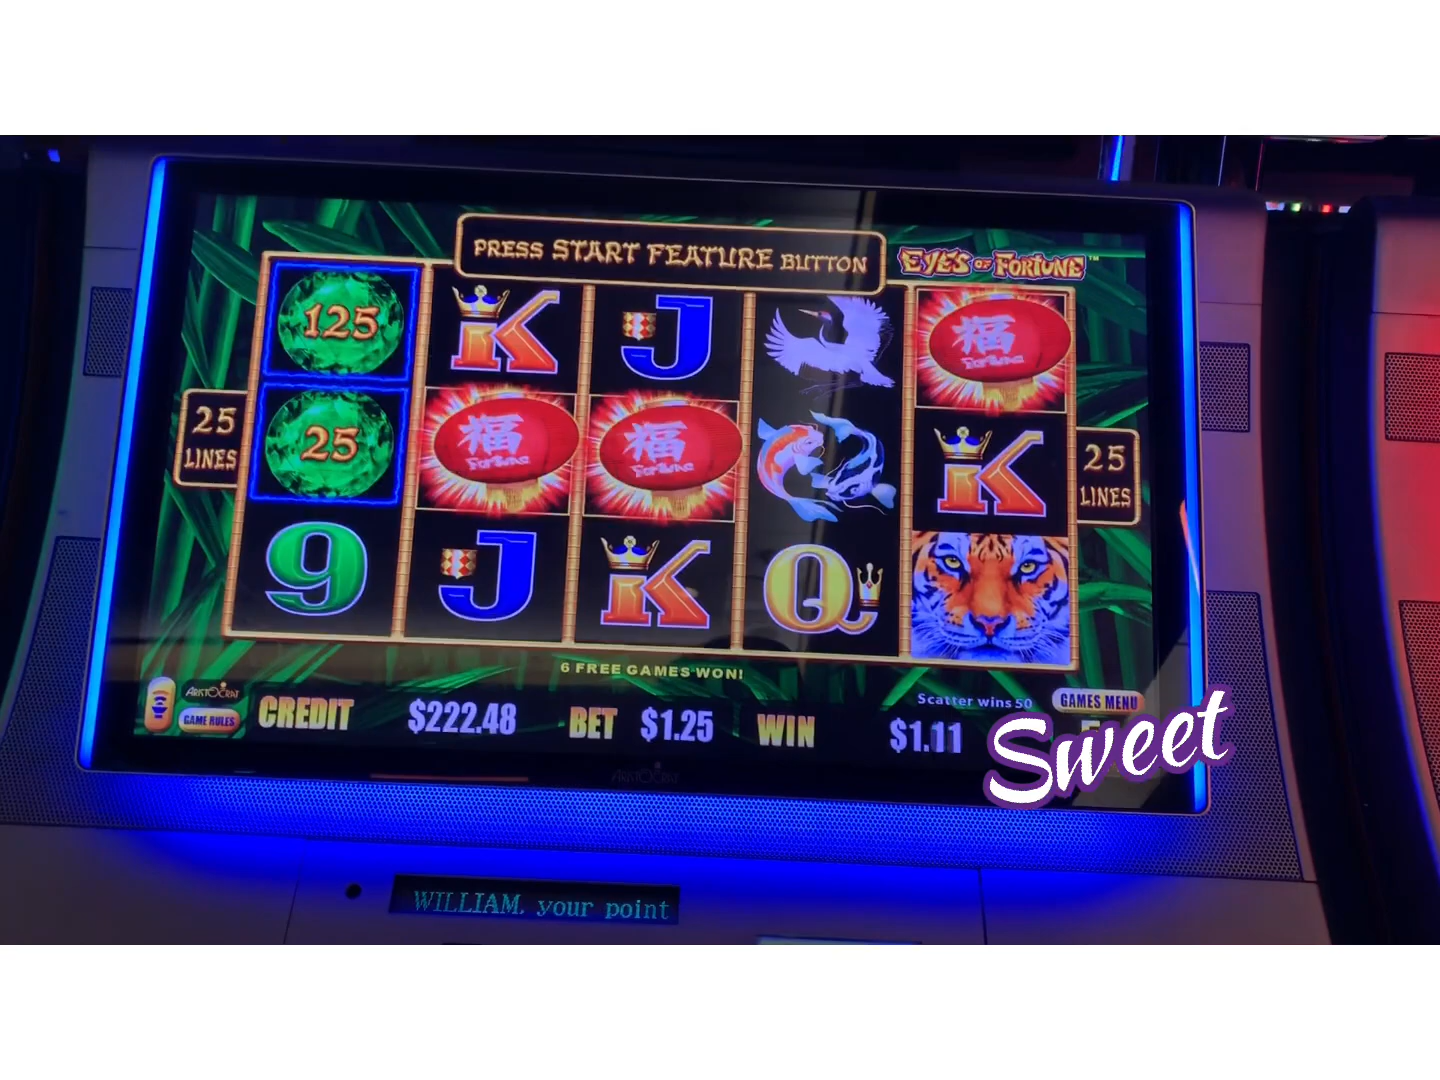 PRESS START FEATURE BUTTON
EYES OF FORTUNE™
125
K
J
福
Fortune
25
LINES
25
福
Fortune
福
Fortune
K
25
LINES
9
J
K
Q
6 FREE GAMES WON!
ARISTOCRAT
GAME RULES
CREDIT $222.48 BET $1.25 WIN $1.11
Scatter wins 50
GAMES MENU
Sweet
ARISTOCRAT
WILLIAM, your point